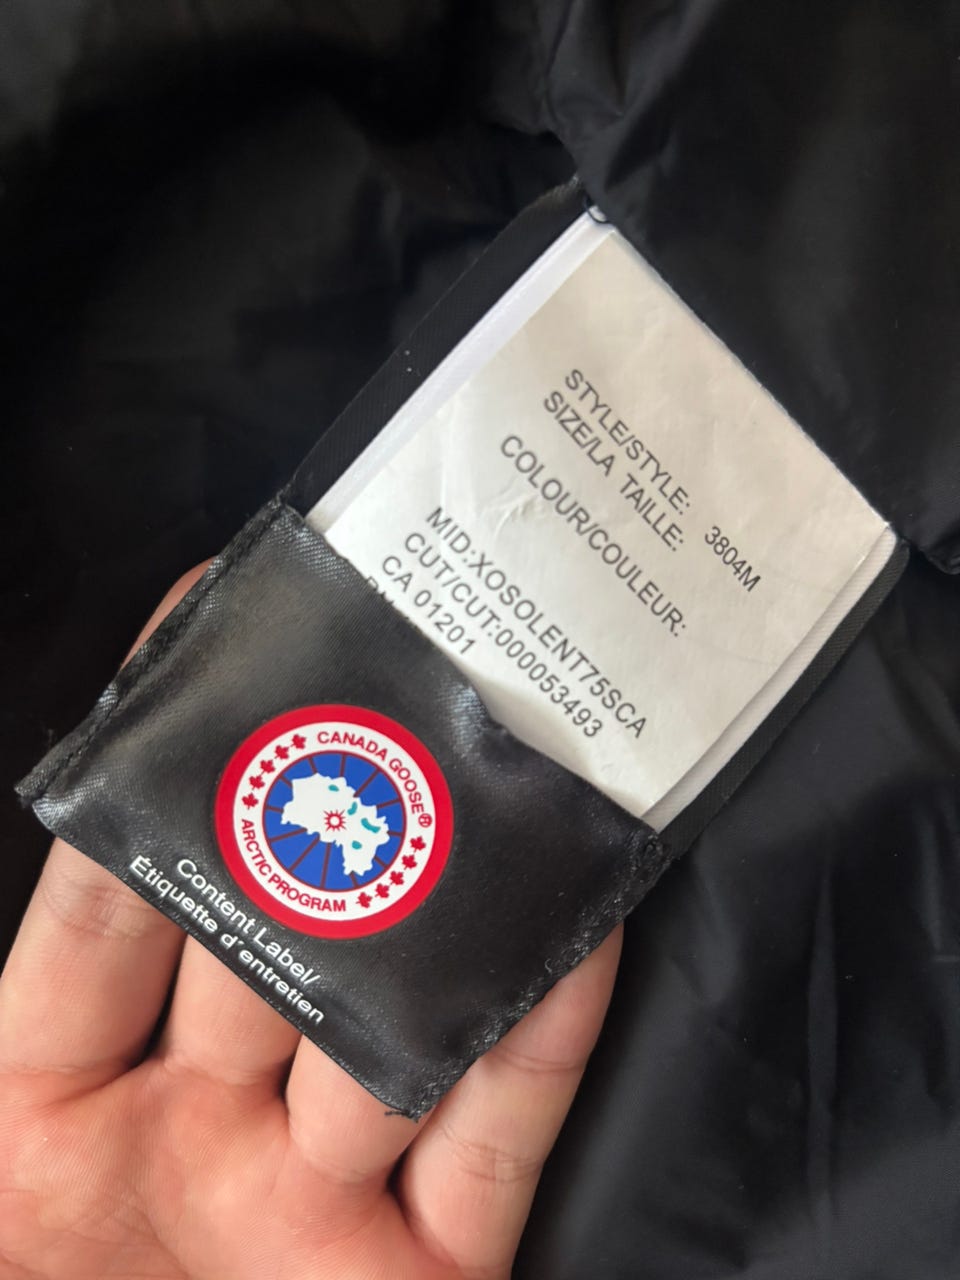 STYLE/STYLE: 3804M
SIZE/LA TAILLE:
COLOUR/COULEUR:
MID:XOSOLENT75SCA
CUT/CUT:000053493
CA 01201
CANADA GOOSE®
ARCTIC PROGRAM
Content Label/
Étiquette d'entretien